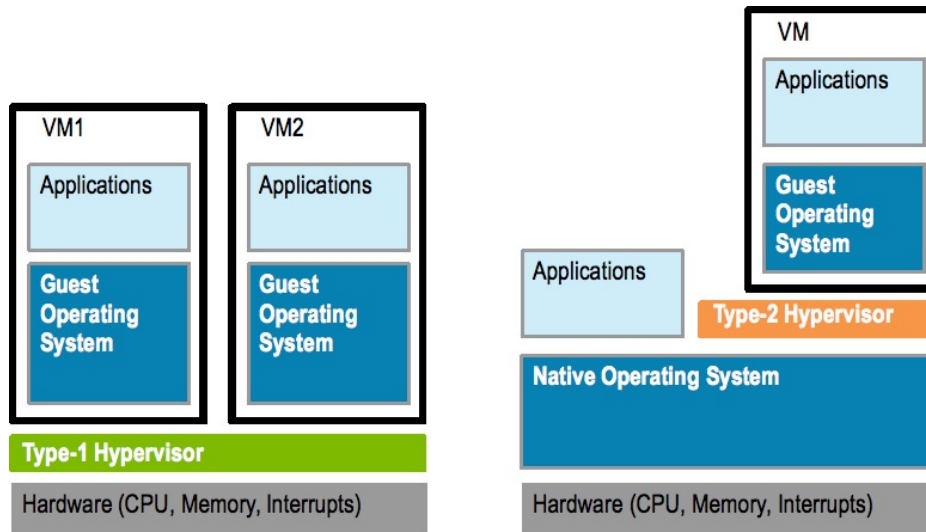 VM1
Applications
Guest
Operating
System
VM2
Applications
Guest
Operating
System
Type-1 Hypervisor
Hardware (CPU, Memory, Interrupts)
VM
Applications
Guest
Operating
System
Applications
Type-2 Hypervisor
Native Operating System
Hardware (CPU, Memory, Interrupts)